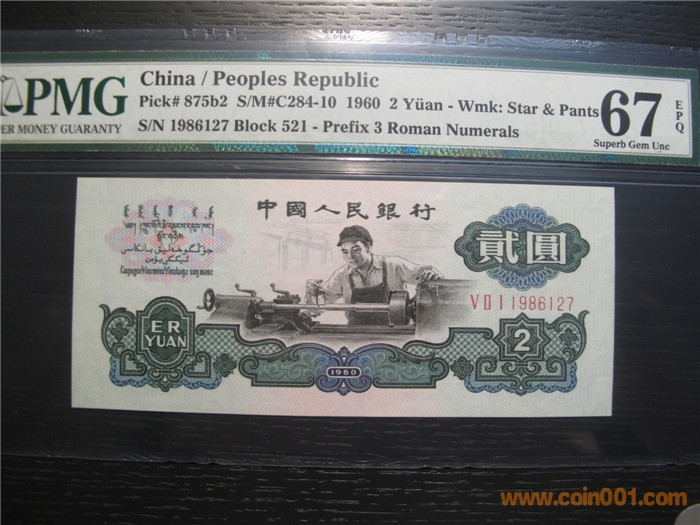 PMG
China / Peoples Republic
Pick# 875b2 S/M#C284-10 1960 2 Yüan - Wmk: Star & Pants
S/N 1986127 Block 521 - Prefix 3 Roman Numerals
ER MONEY GUARANTY
67
EPQ
Superb Gem Unc
中國人民銀行
貳圓
V II I 1986127
ER
YUAN
1960
2
www.coin001.com